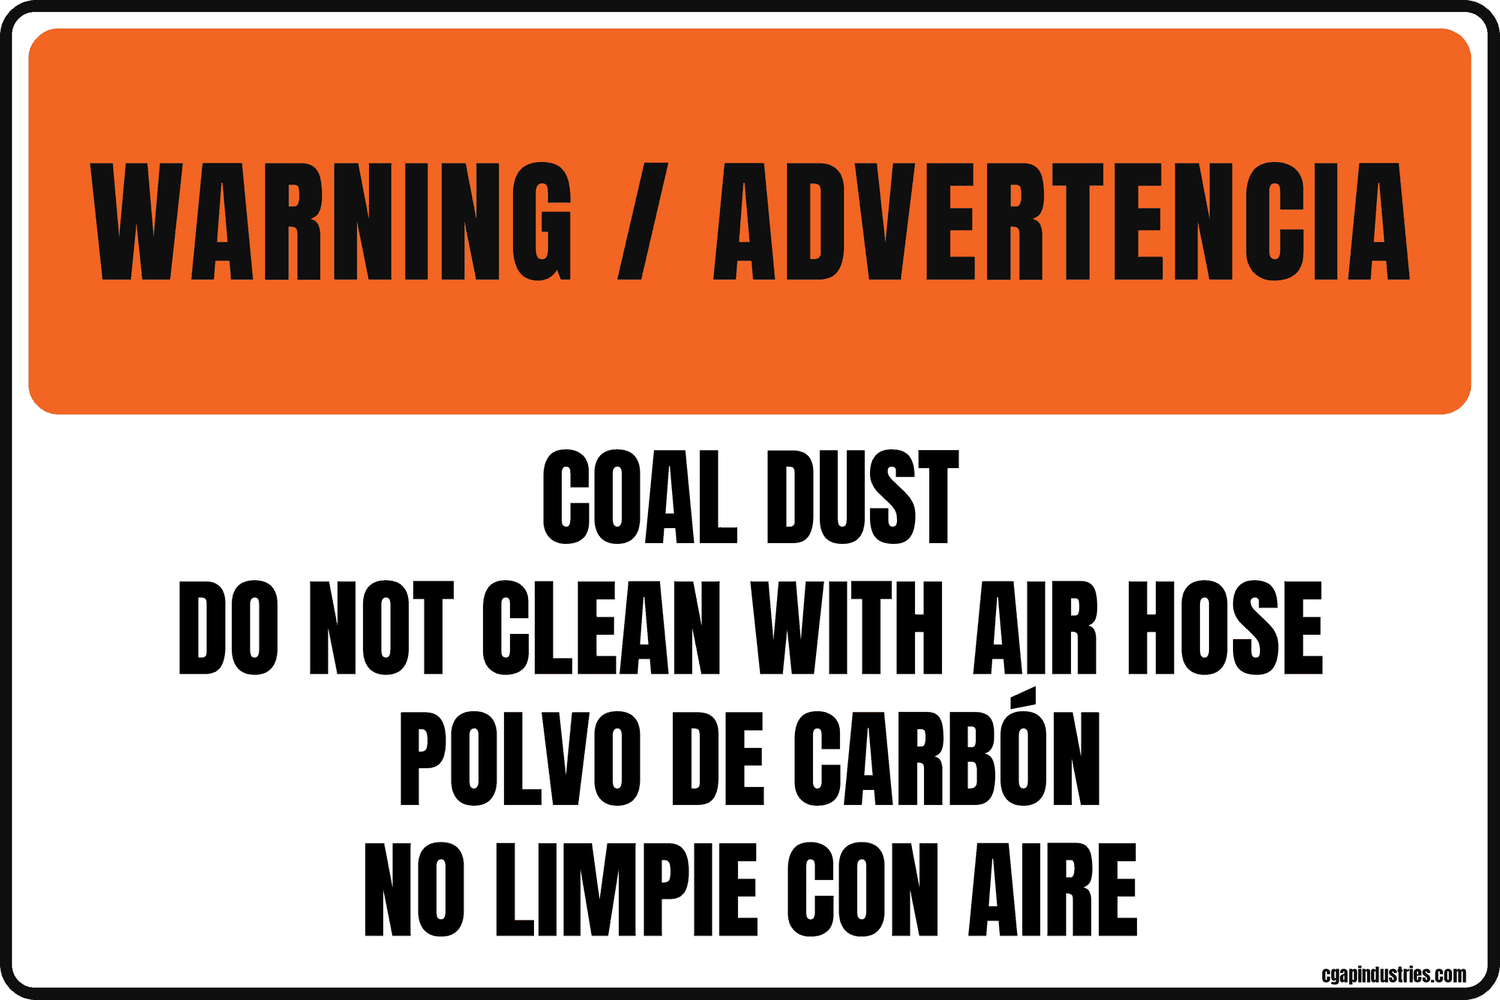 WARNING / ADVERTENCIA
COAL DUST
DO NOT CLEAN WITH AIR HOSE
POLVO DE CARBÓN
NO LIMPIE CON AIRE
cgapindustries.com